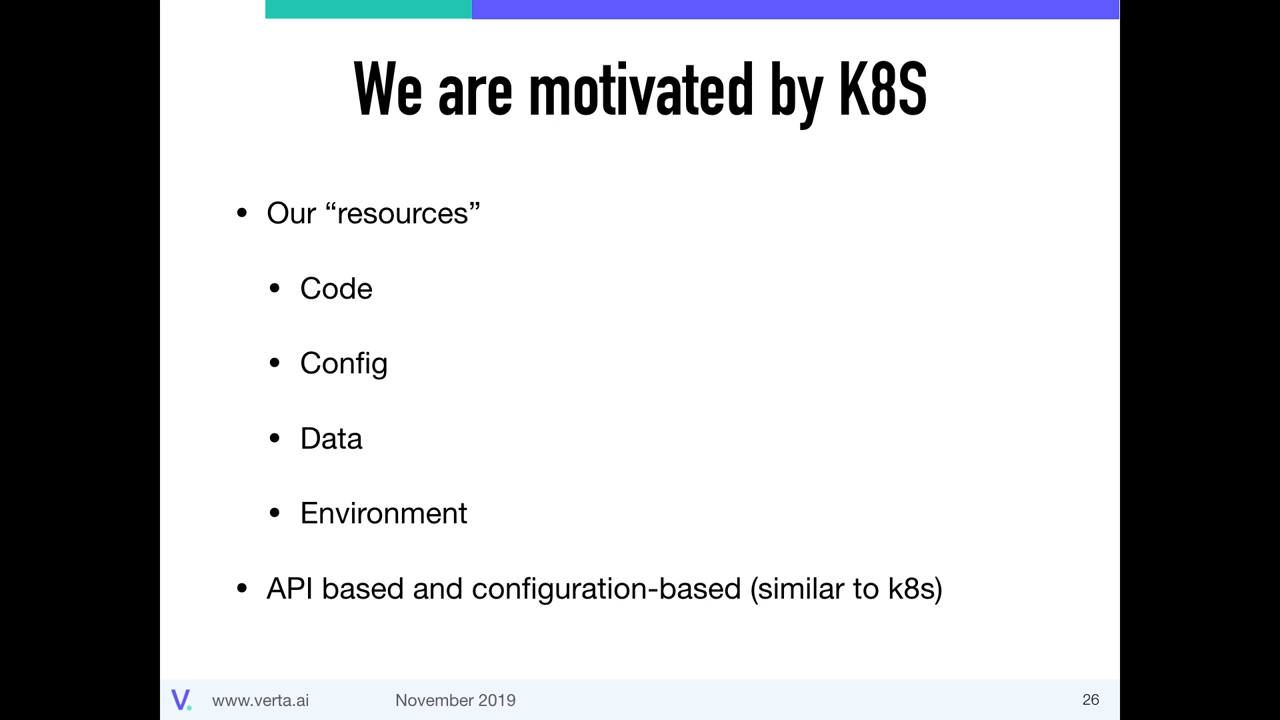 We are motivated by K8S
• Our “resources”
• Code
• Config
• Data
• Environment
• API based and configuration-based (similar to k8s)
V. www.verta.ai November 2019 26